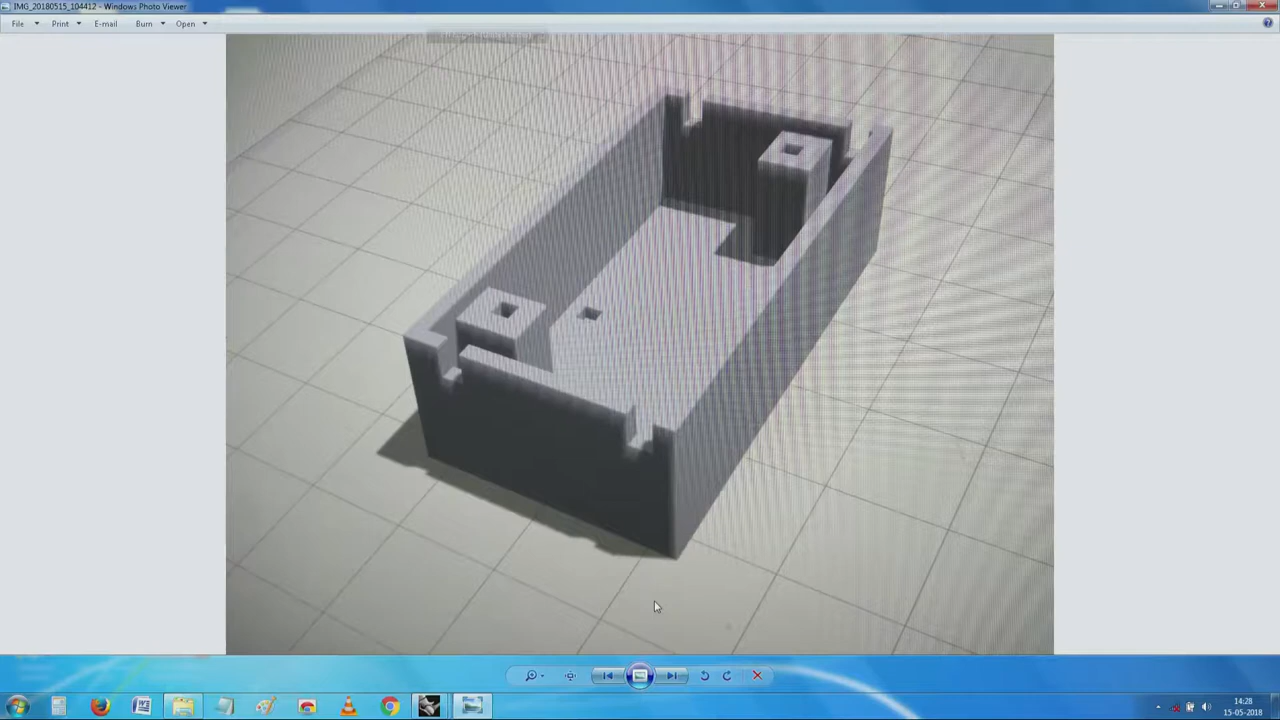 IMG_20180515_104412 - Windows Photo Viewer
File Print E-mail Burn Open
14:28
15-05-2018